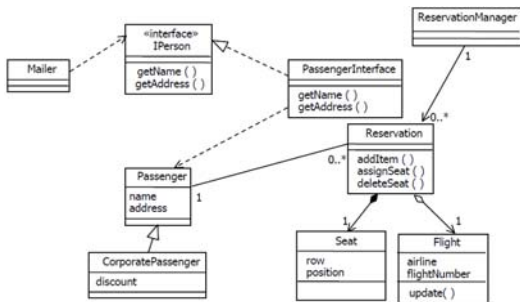 «interface»
IPerson
getName ( )
getAddress ( )
ReservationManager
1
Mailer
PassengerInterface
getName ( )
getAddress ( )
0..*
Reservation
addItem ( )
assignSeat ( )
deleteSeat ( )
0..*
Passenger
name
address
1
1
1
Seat
row
position
Flight
airline
flightNumber
update( )
CorporatePassenger
discount